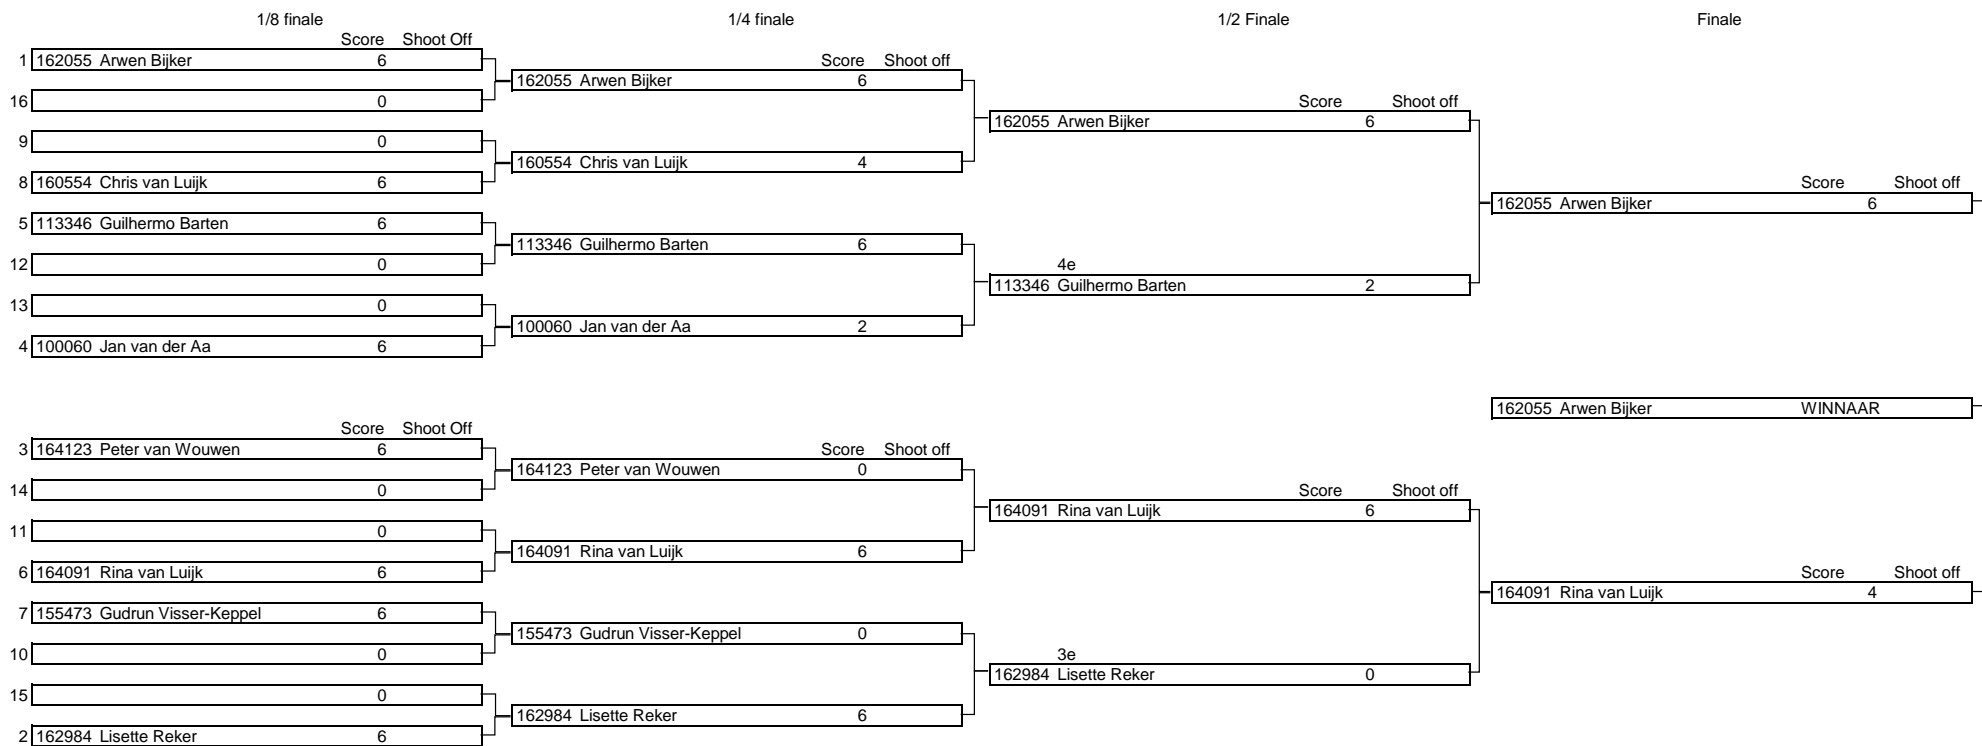 1/8 finale 1/4 finale 1/2 Finale Finale
Score Shoot Off
1 162055 Arwen Bijker 6
16 0
9 0
8 160554 Chris van Luijk 6
5 113346 Guilhermo Barten 6
12 0
13 0
4 100060 Jan van der Aa 6
Score Shoot Off
3 164123 Peter van Wouwen 6
14 0
11 0
6 164091 Rina van Luijk 6
7 155473 Gudrun Visser-Keppel 6
10 0
15 0
2 162984 Lisette Reker 6
Score Shoot off
162055 Arwen Bijker 6
160554 Chris van Luijk 4
113346 Guilhermo Barten 6
100060 Jan van der Aa 2
Score Shoot off
164123 Peter van Wouwen 0
164091 Rina van Luijk 6
155473 Gudrun Visser-Keppel 0
162984 Lisette Reker 6
Score Shoot off
162055 Arwen Bijker 6
4e
113346 Guilhermo Barten 2
Score Shoot off
164091 Rina van Luijk 6
3e
162984 Lisette Reker 0
Score Shoot off
162055 Arwen Bijker 6
162055 Arwen Bijker WINNAAR
Score Shoot off
164091 Rina van Luijk 4